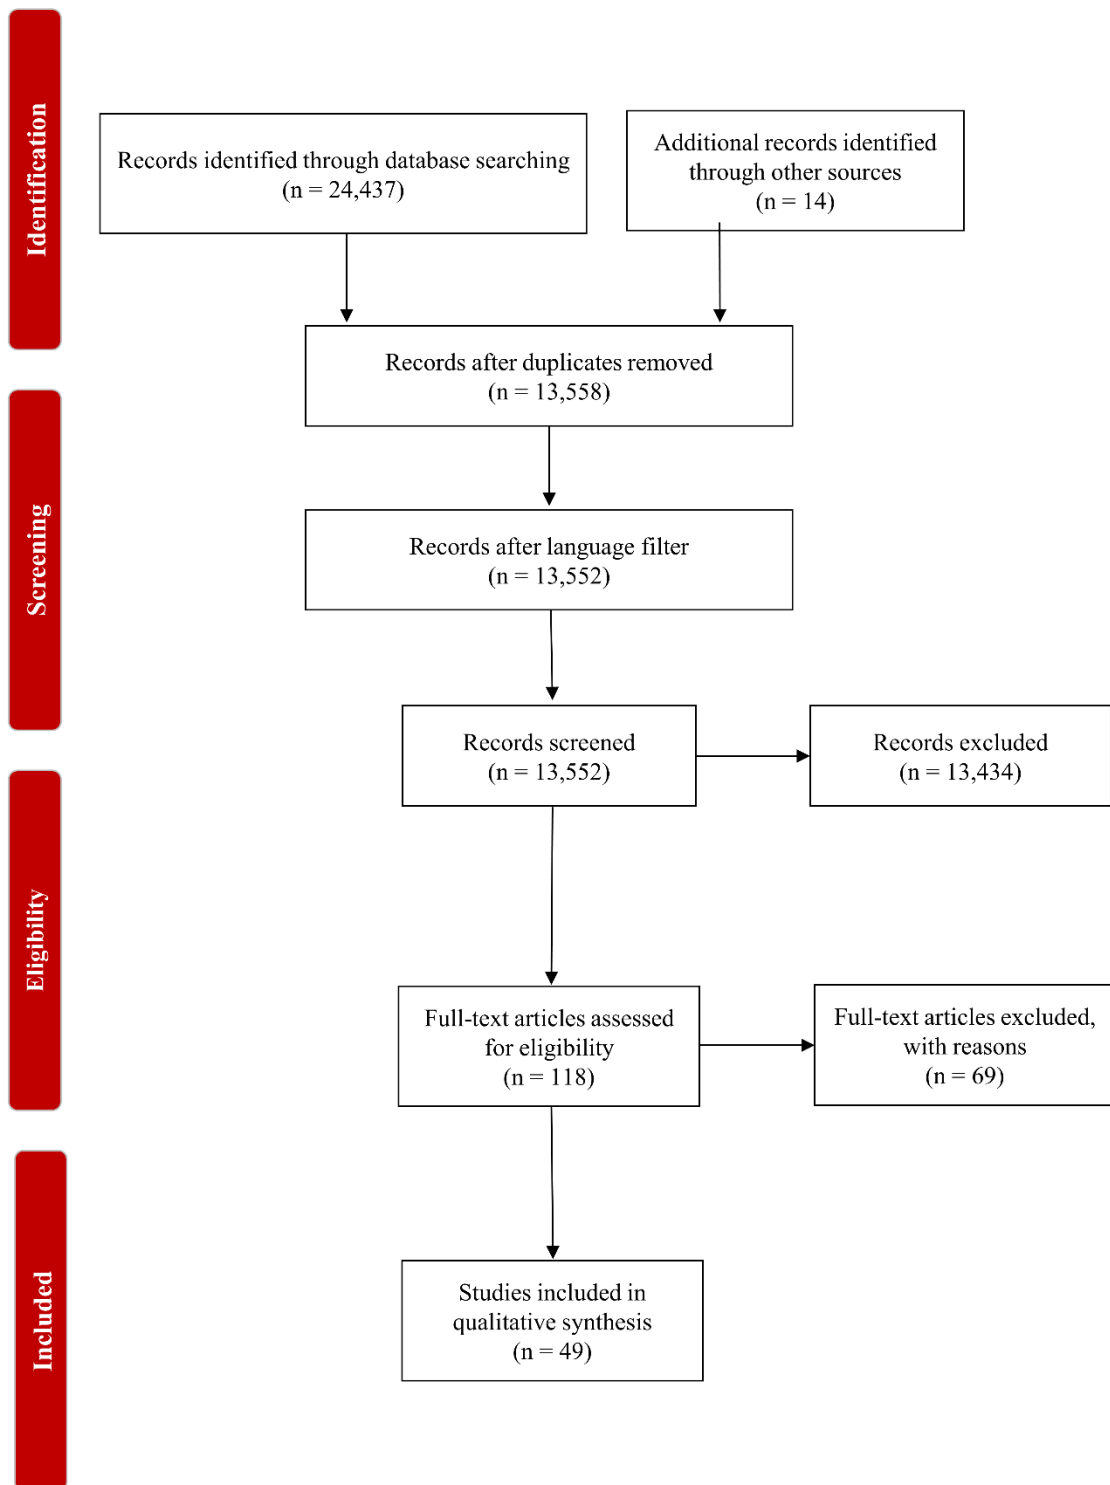 Identification
Records identified through database searching
(n = 24,437)
Additional records identified
through other sources
(n = 14)
Records after duplicates removed
(n = 13,558)
Screening
Records after language filter
(n = 13,552)
Records screened
(n = 13,552)
Records excluded
(n = 13,434)
Eligibility
Full-text articles assessed
for eligibility
(n = 118)
Full-text articles excluded,
with reasons
(n = 69)
Included
Studies included in
qualitative synthesis
(n = 49)